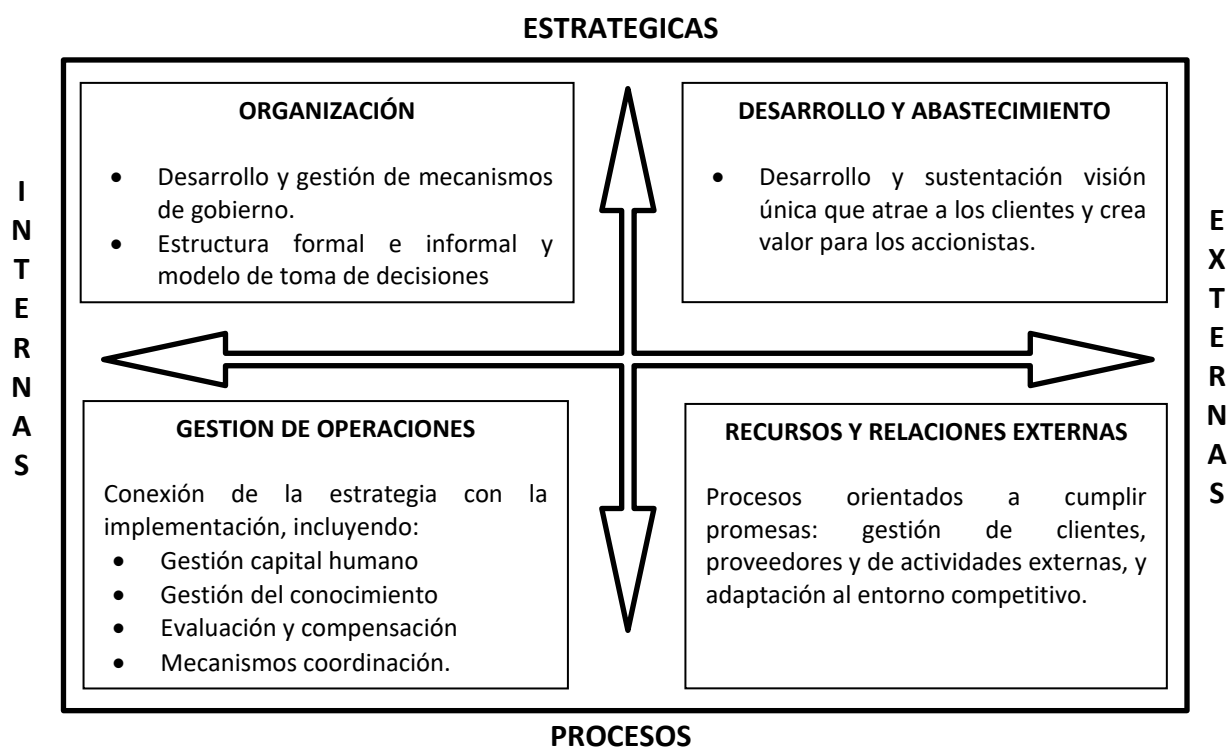 ESTRATEGICAS
INTERNAS
ORGANIZACIÓN
• Desarrollo y gestión de mecanismos
de gobierno.
• Estructura formal e informal y
modelo de toma de decisiones
DESARROLLO Y ABASTECIMIENTO
• Desarrollo y sustentación visión
única que atrae a los clientes y crea
valor para los accionistas.
EXTERNAS
GESTION DE OPERACIONES
Conexión de la estrategia con la
implementación, incluyendo:
• Gestión capital humano
• Gestión del conocimiento
• Evaluación y compensación
• Mecanismos coordinación.
RECURSOS Y RELACIONES EXTERNAS
Procesos orientados a cumplir
promesas: gestión de clientes,
proveedores y de actividades externas, y
adaptación al entorno competitivo.
PROCESOS